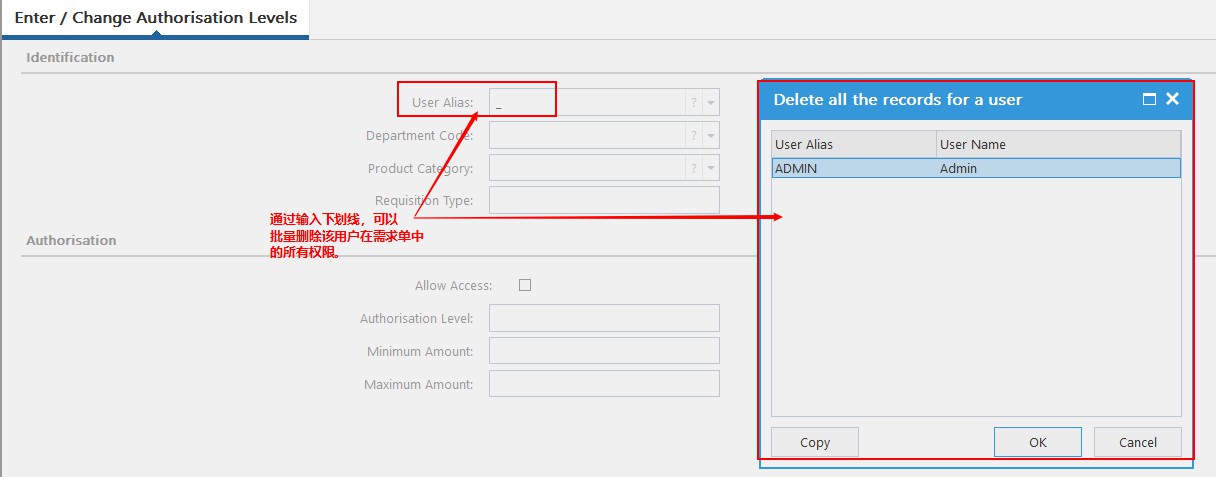 Enter / Change Authorisation Levels
Identification
User Alias: _ ?
Department Code: ?
Product Category: ?
Requisition Type:
通过输入下划线，可以
批量删除该用户在需求单中
的所有权限。
Authorisation
Allow Access:
Authorisation Level:
Minimum Amount:
Maximum Amount:
Delete all the records for a user
User Alias User Name
ADMIN Admin
Copy OK Cancel